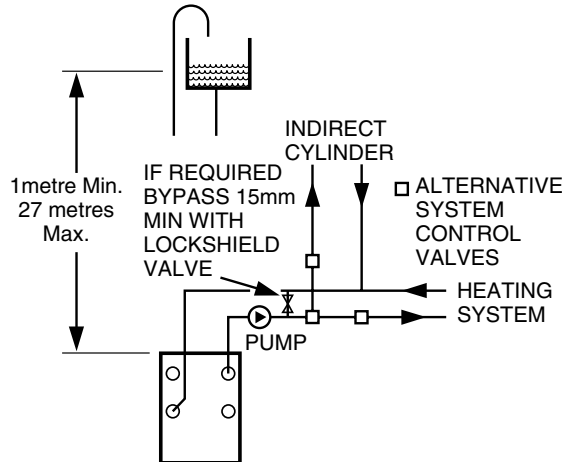 1metre Min.
27 metres
Max.
IF REQUIRED
BYPASS 15mm
MIN WITH
LOCKSHIELD
VALVE
INDIRECT
CYLINDER
ALTERNATIVE
SYSTEM
CONTROL
VALVES
HEATING
SYSTEM
PUMP